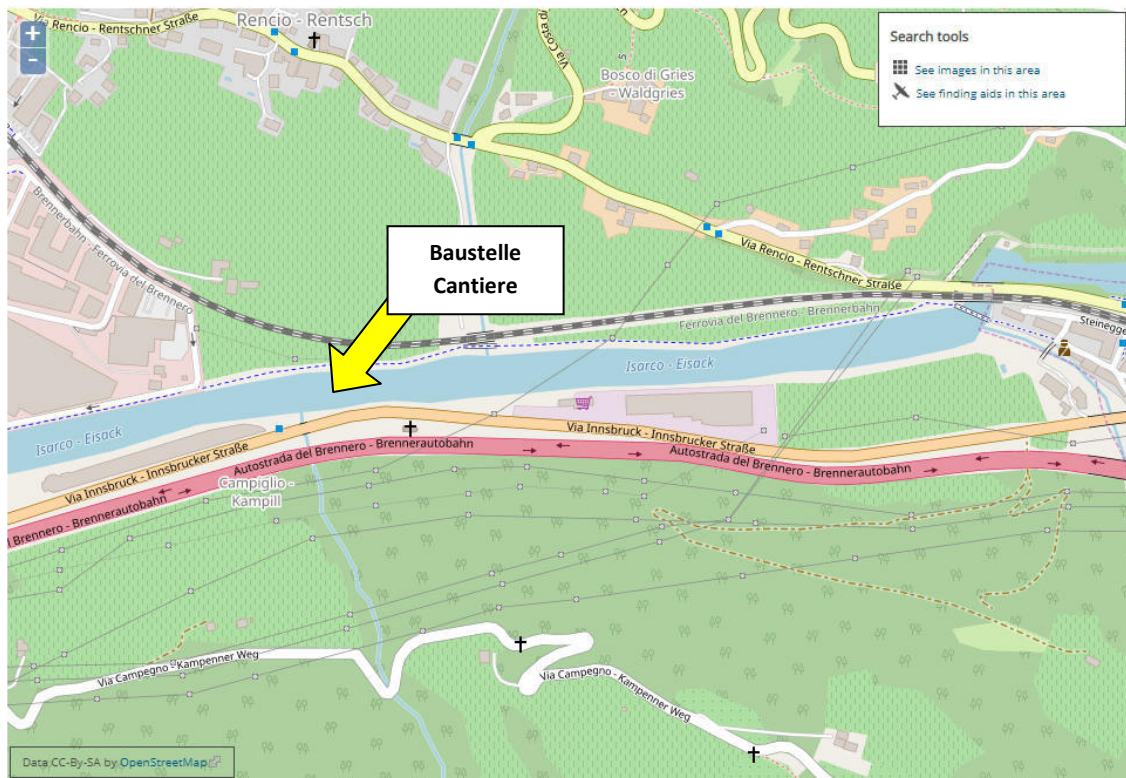 Via Rencio - Rentschner Straße
Rencio - Rentsch
+
-
Via Costa
Bosco di Gries
- Waldgries
Search tools
See images in this area
See finding aids in this area
Brennerbahn - Ferrovia del Brennero
Baustelle
Cantiere
Via Rencio - Rentschner Straße
Ferrovia del Brennero - Brennerbahn
Steinegge
Isarco - Eisack
Isarco - Eisack
Via Innsbruck - Innsbrucker Straße
Via Innsbruck - Innsbrucker Straße
Autostrada del Brennero - Brennerautobahn
Autostrada del Brennero - Brennerautobahn
Campiglio -
Kampill
l Brennero - Brennerautobahn
Via Campegno - Kampenner Weg
Via Campegno - Kampenner Weg
Data CC-By-SA by OpenStreetMap